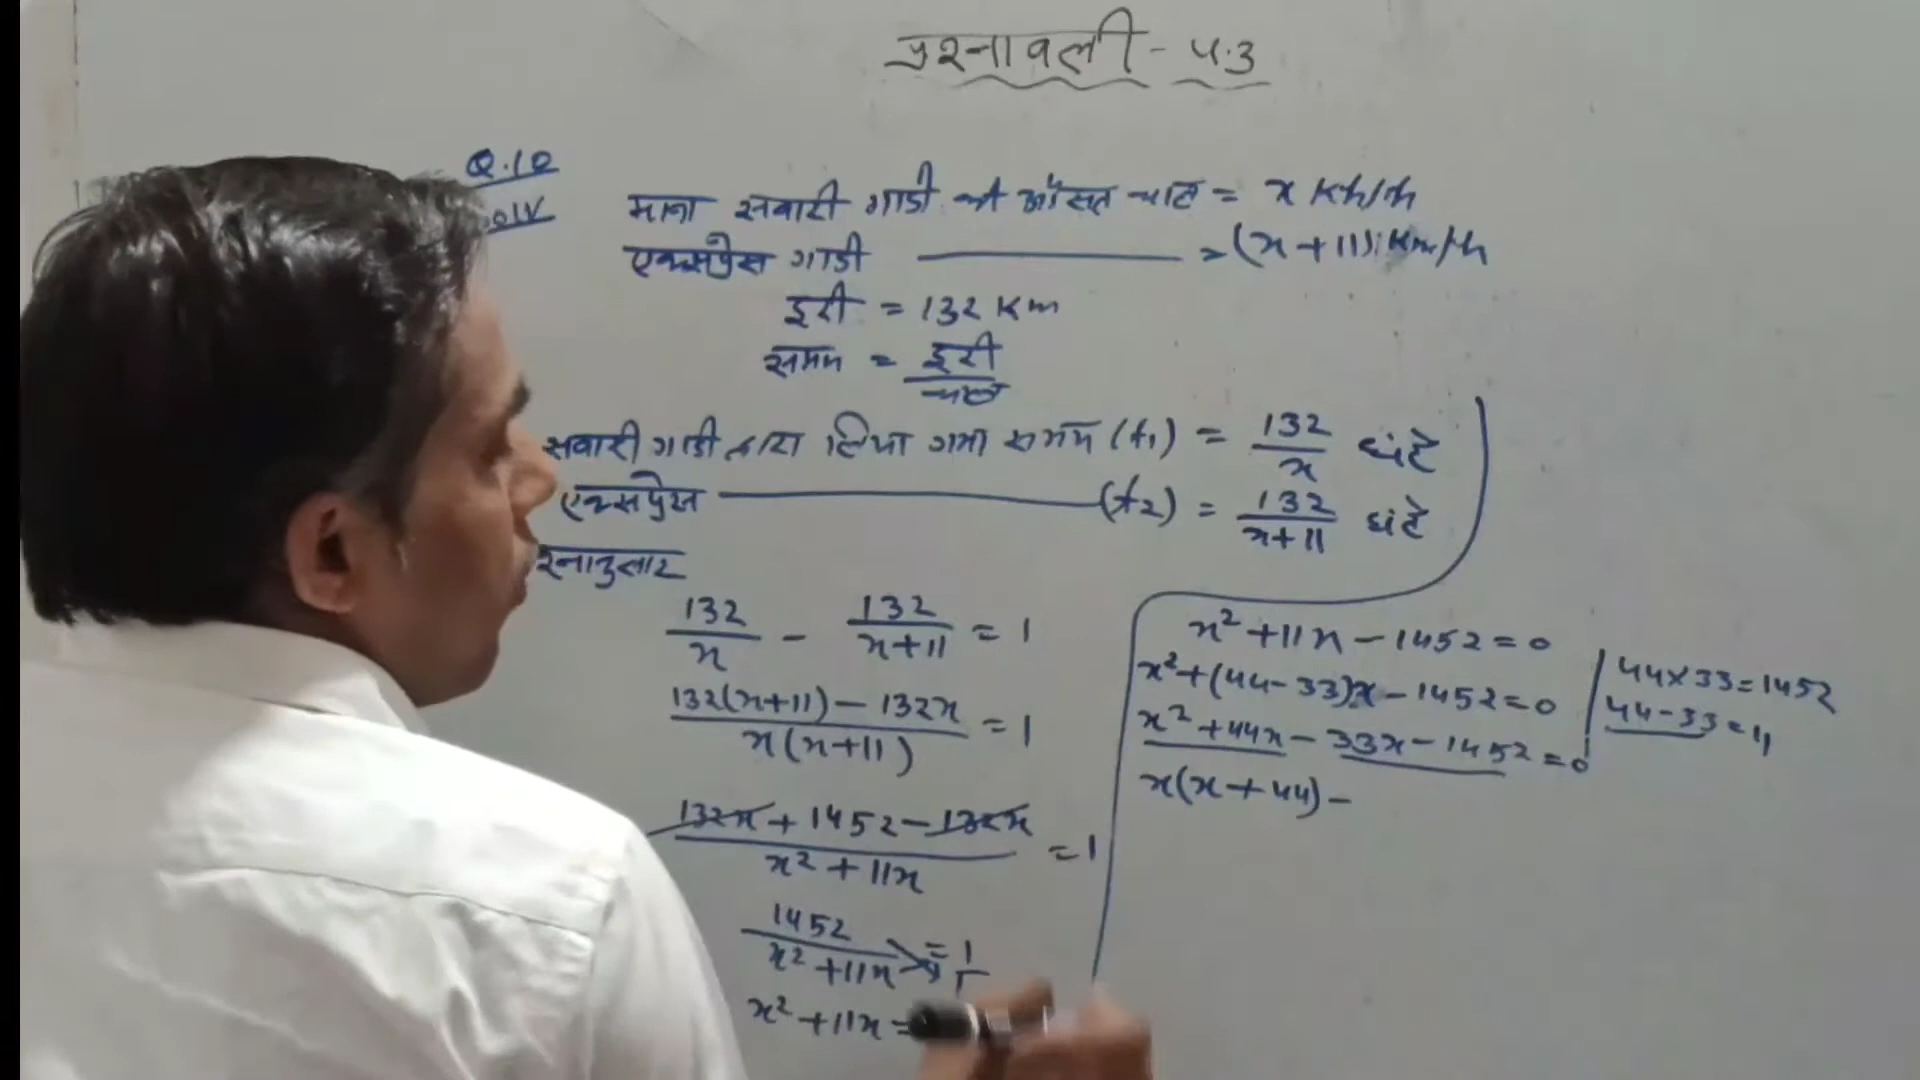 प्रश्नावली - 4.3
Q.10
माना सवारी गाडी की औसत चाल = x Km/h
एक्सप्रेस गाडी ——— = (x + 11) Km/h
दूरी = 132 Km
समय = दूरी / चाल
सवारी गाडी द्वारा लिया गया समय (t₁) = 132/x घंटे
एक्सप्रेस ——— (t₂) = 132/x+11 घंटे
श्नानुसार
132/x - 132/x+11 = 1
132(x+11) - 132x / x(x+11) = 1
132x + 1452 - 132x / x² + 11x = 1
1452 / x² + 11x = 1/1
x² + 11x =
x² + 11x - 1452 = 0
x² + (44-33)x - 1452 = 0
x² + 44x - 33x - 1452 = 0
x(x + 44) -
44 x 33 = 1452
44 - 33 = 11